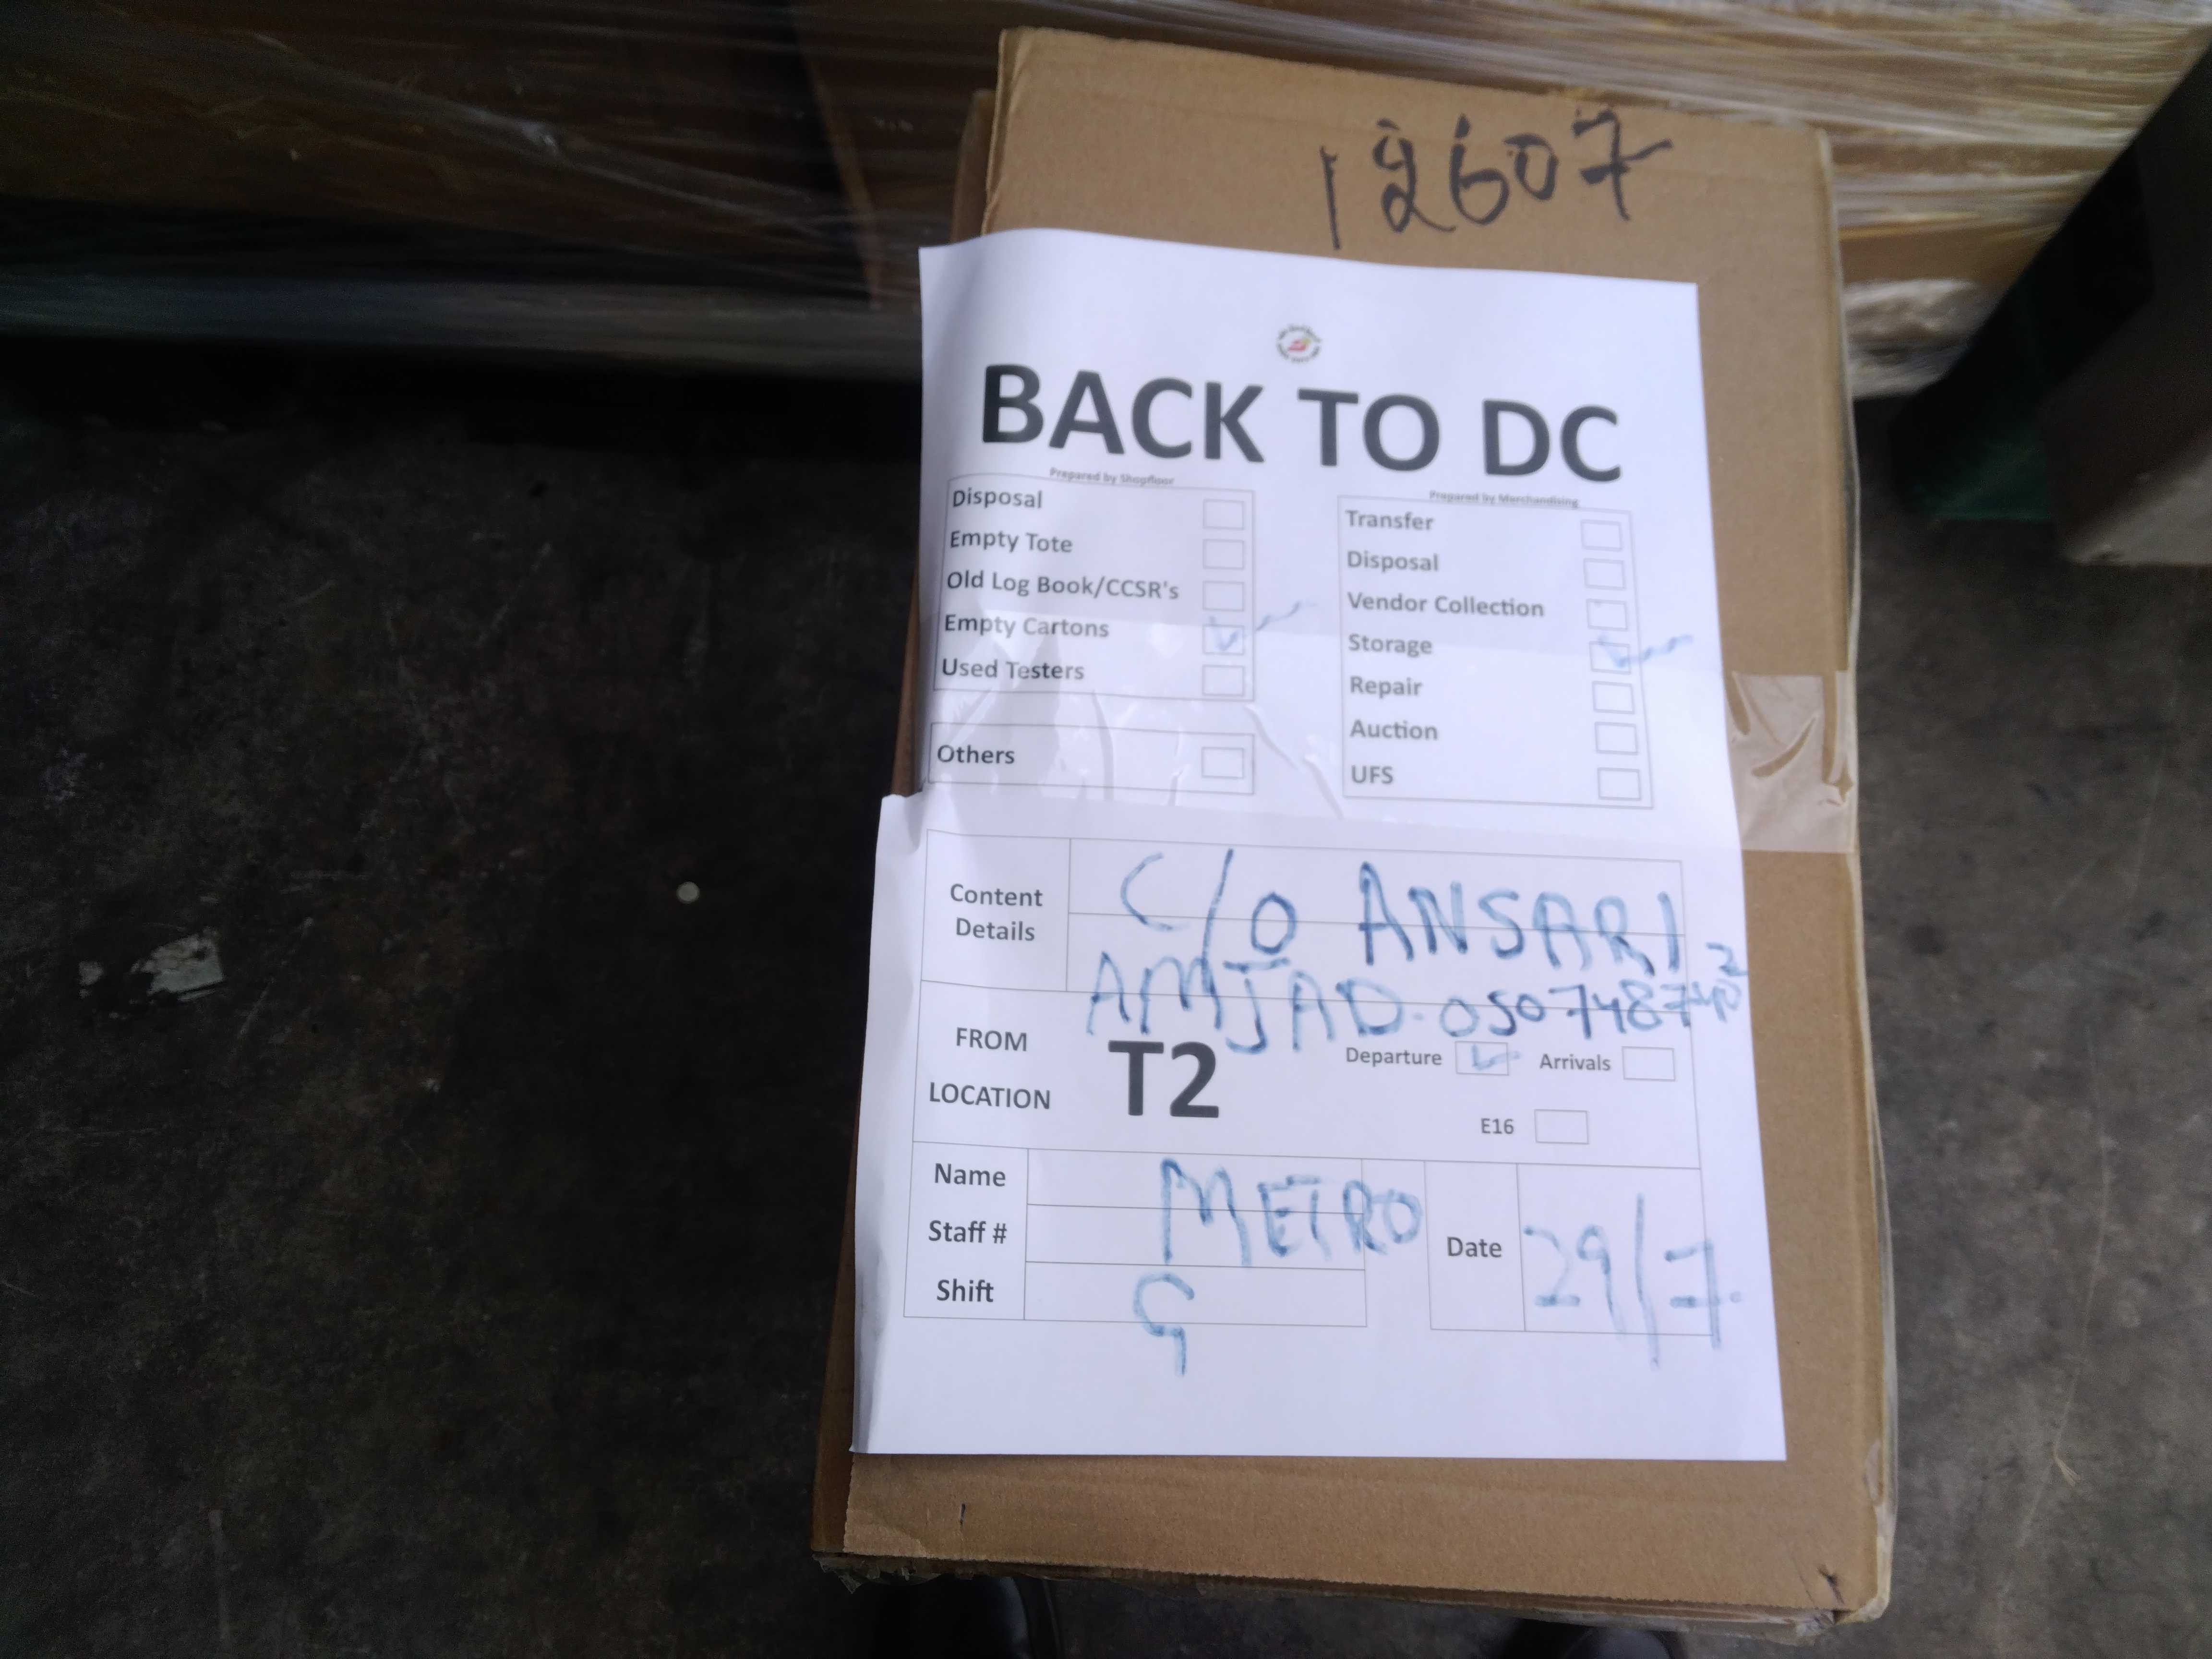 12607
BACK TO DC
Prepared by Shopfloor
Disposal
Empty Tote
Old Log Book/CCSR's
Empty Cartons
Used Testers
Others
Prepared by Merchandising
Transfer
Disposal
Vendor Collection
Storage
Repair
Auction
UFS
Content Details
C/O ANSARI
AMJAD. 050748
FROM LOCATION
T2
Departure
Arrivals
E16
Name
METRO
Staff #
Shift
G
Date
29/7.